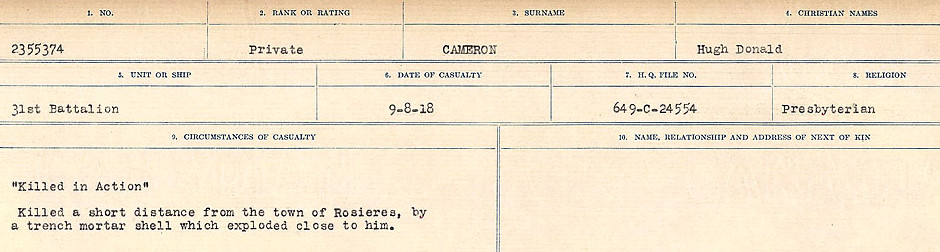 1. NO. 2. RANK OR RATING 3. SURNAME 4. CHRISTIAN NAMES
2355374 Private CAMERON Hugh Donald
5. UNIT OR SHIP 6. DATE OF CASUALTY 7. H. Q. FILE NO. 8. RELIGION
31st Battalion 9-8-18 649-C-24554 Presbyterian
9. CIRCUMSTANCES OF CASUALTY 10. NAME, RELATIONSHIP AND ADDRESS OF NEXT OF KIN
"Killed in Action"
Killed a short distance from the town of Rosieres, by
a trench mortar shell which exploded close to him.